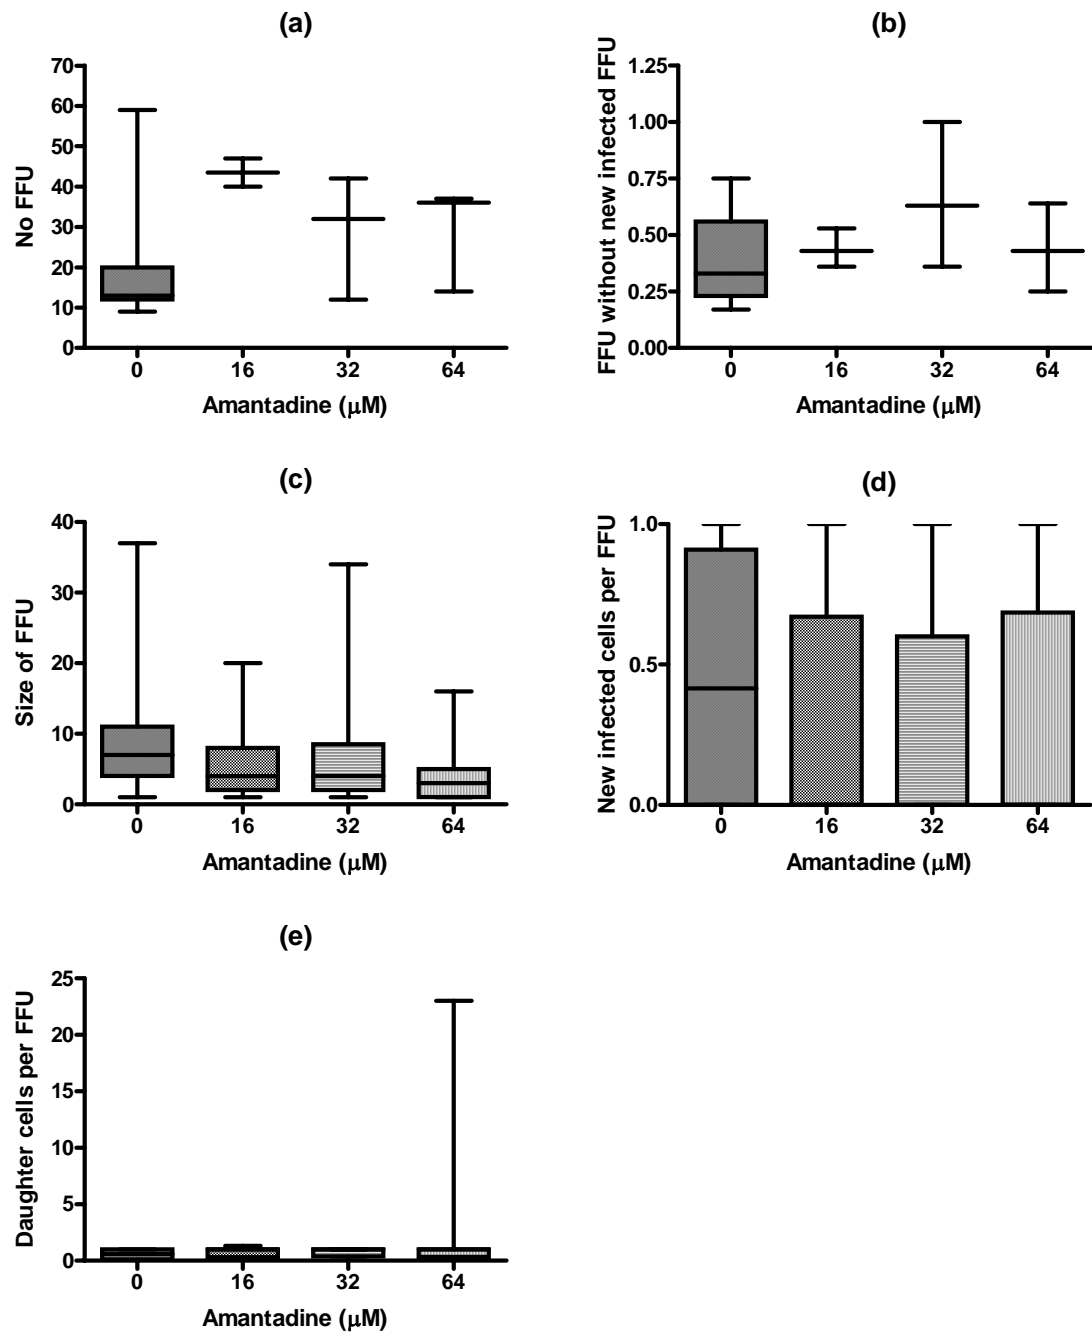 (a)
No FFU
70
60
50
40
30
20
10
0
0 16 32 64
Amantadine (μM)
(b)
FFU without new infected FFU
1.25
1.00
0.75
0.50
0.25
0.00
0 16 32 64
Amantadine (μM)
(c)
Size of FFU
40
30
20
10
0
0 16 32 64
Amantadine (μM)
(d)
New infected cells per FFU
1.0
0.5
0.0
0 16 32 64
Amantadine (μM)
(e)
Daughter cells per FFU
25
20
15
10
5
0
0 16 32 64
Amantadine (μM)